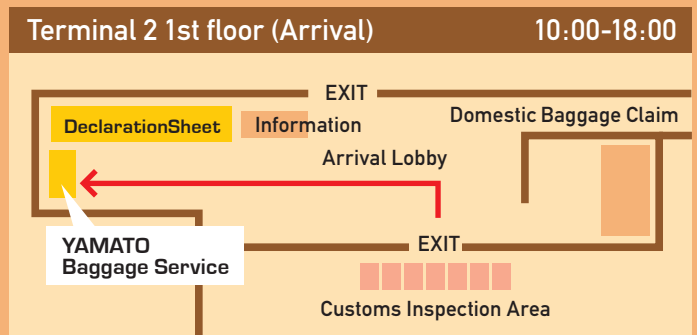 Terminal 2 1st floor (Arrival) 10:00-18:00
EXIT
Domestic Baggage Claim
DeclarationSheet
Information
Arrival Lobby
YAMATO
Baggage Service
EXIT
Customs Inspection Area